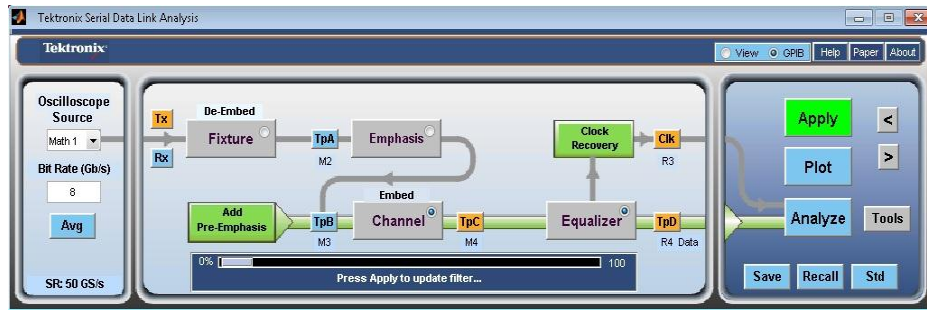 Tektronix Serial Data Link Analysis
Tektronix
View GPIB Help Paper About
Oscilloscope
Source
Math 1
Bit Rate (Gb/s)
8
Avg
SR: 50 GS/s
De-Embed
Tx
Rx
Fixture
TpA
M2
Emphasis
Clock
Recovery
Clk
R3
Add
Pre-Emphasis
TpB
M3
Embed
Channel
TpC
M4
Equalizer
TpD
R4 Data
0% 100
Press Apply to update filter...
Apply <
Plot >
Analyze Tools
Save Recall Std